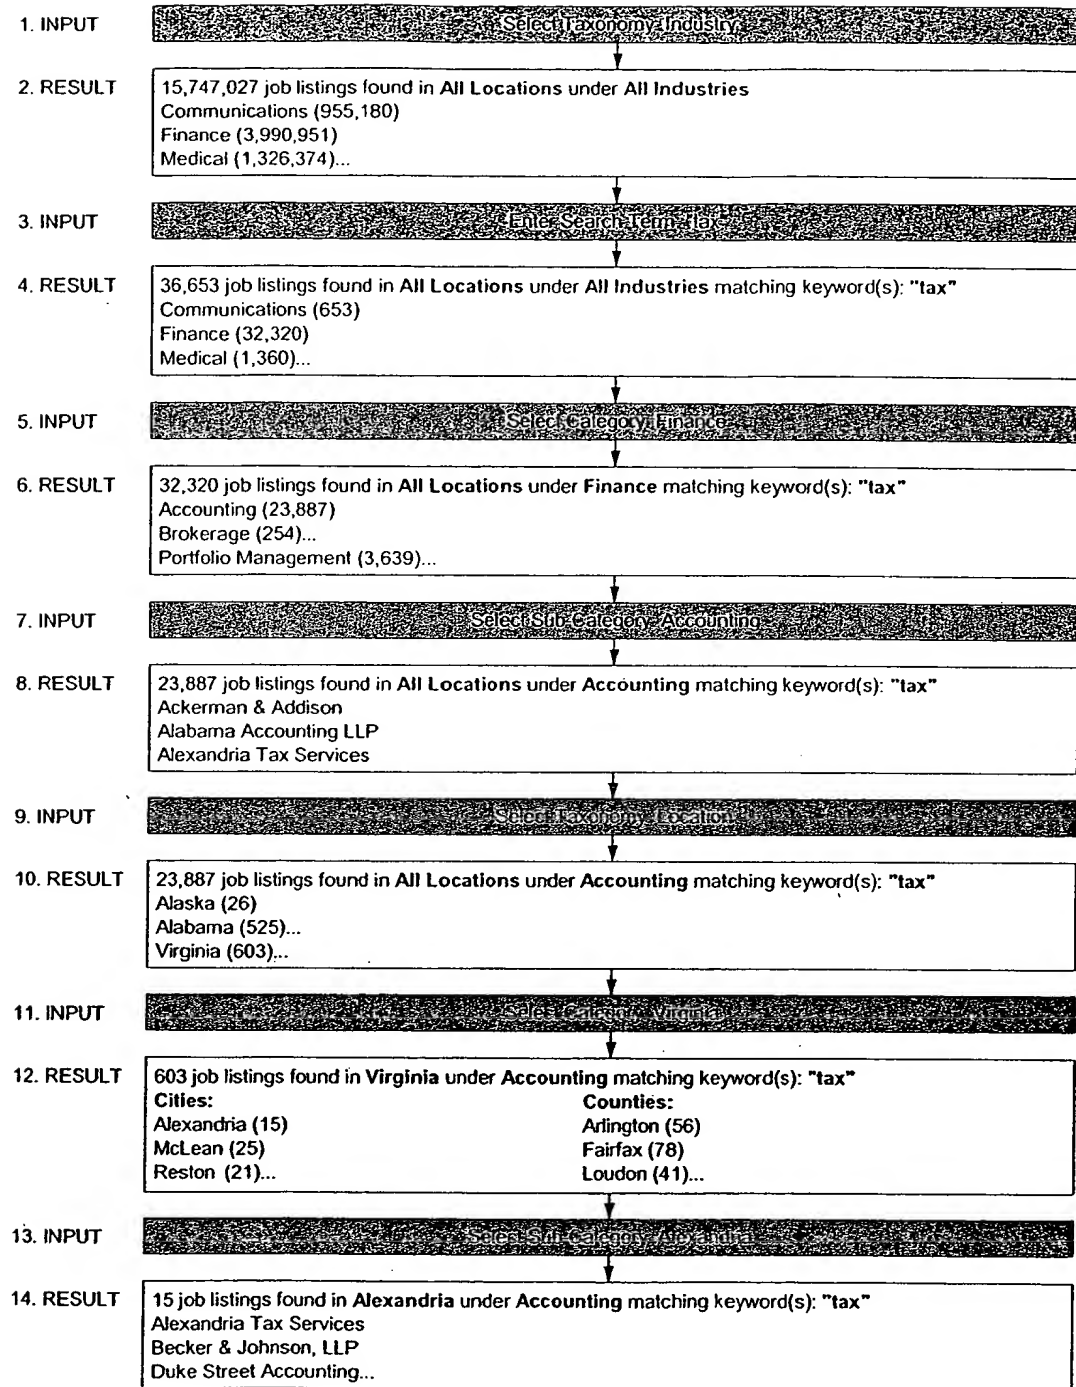 1. INPUT Select Taxonomy: Industry
2. RESULT 15,747,027 job listings found in All Locations under All Industries
Communications (955,180)
Finance (3,990,951)
Medical (1,326,374)...
3. INPUT Enter Search Term: tax
4. RESULT 36,653 job listings found in All Locations under All Industries matching keyword(s): "tax"
Communications (653)
Finance (32,320)
Medical (1,360)...
5. INPUT Select Category: Finance
6. RESULT 32,320 job listings found in All Locations under Finance matching keyword(s): "tax"
Accounting (23,887)
Brokerage (254)...
Portfolio Management (3,639)...
7. INPUT Select Sub-Category: Accounting
8. RESULT 23,887 job listings found in All Locations under Accounting matching keyword(s): "tax"
Ackerman & Addison
Alabama Accounting LLP
Alexandria Tax Services
9. INPUT Select Taxonomy: Location
10. RESULT 23,887 job listings found in All Locations under Accounting matching keyword(s): "tax"
Alaska (26)
Alabama (525)...
Virginia (603)...
11. INPUT Select Category: Virginia
12. RESULT 603 job listings found in Virginia under Accounting matching keyword(s): "tax"
Cities: Counties:
Alexandria (15) Arlington (56)
McLean (25) Fairfax (78)
Reston (21)... Loudon (41)...
13. INPUT Select Sub-Category: Alexandria
14. RESULT 15 job listings found in Alexandria under Accounting matching keyword(s): "tax"
Alexandria Tax Services
Becker & Johnson, LLP
Duke Street Accounting...